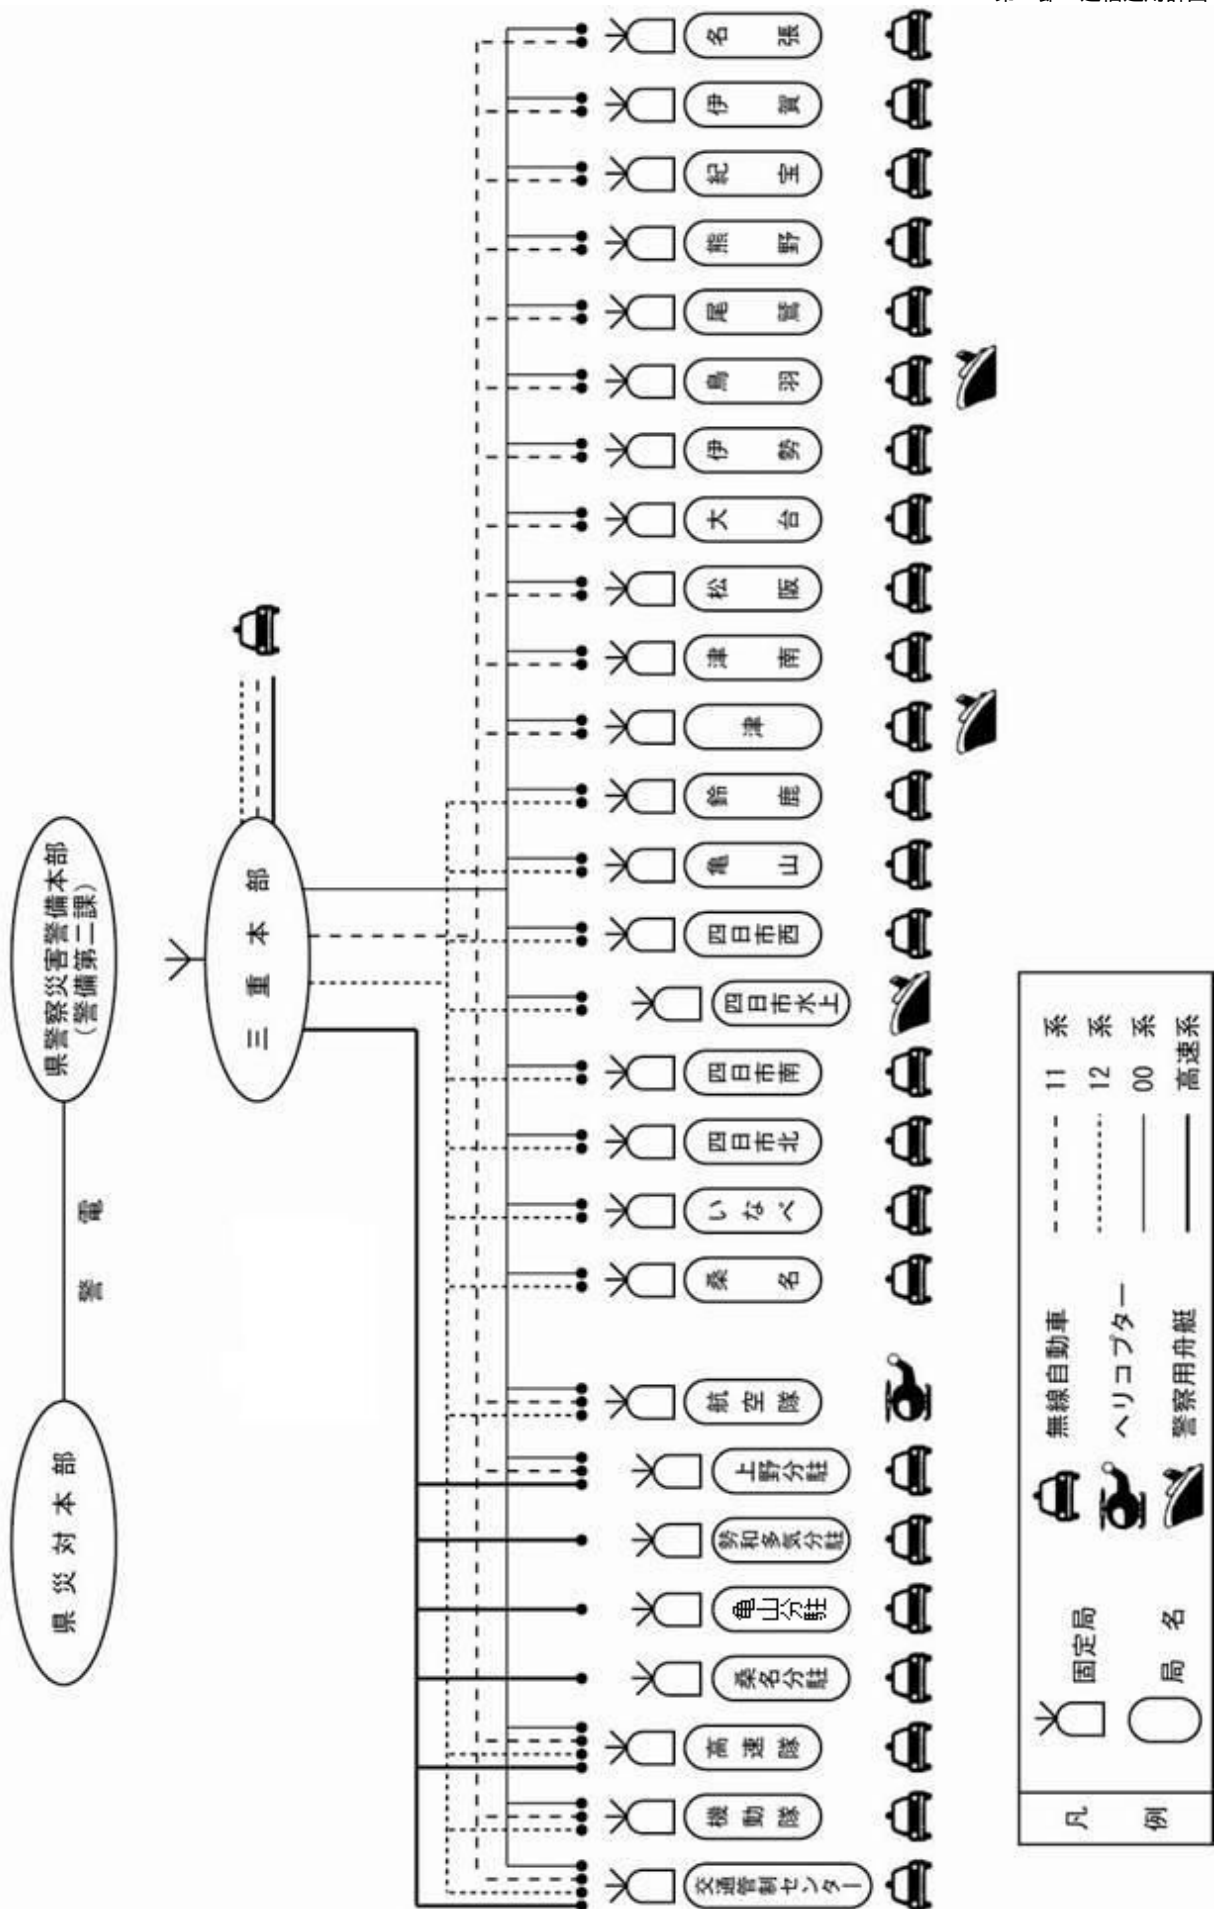 県災対本部
警電
県警察災害警備本部
(警備第二課)
三重本部
交通管制センター
機動隊
高速隊
桑名分駐
亀山分駐
勢和多気分駐
上野分駐
航空隊
桑名
いなべ
四日市北
四日市南
四日市水上
四日市西
亀山
鈴鹿
津
津南
松阪
大台
伊勢
鳥羽
尾鷲
熊野
紀宝
伊賀
名張
凡例
固定局
局名
無線自動車
ヘリコプター
警察用舟艇
11系
12系
00系
高速系